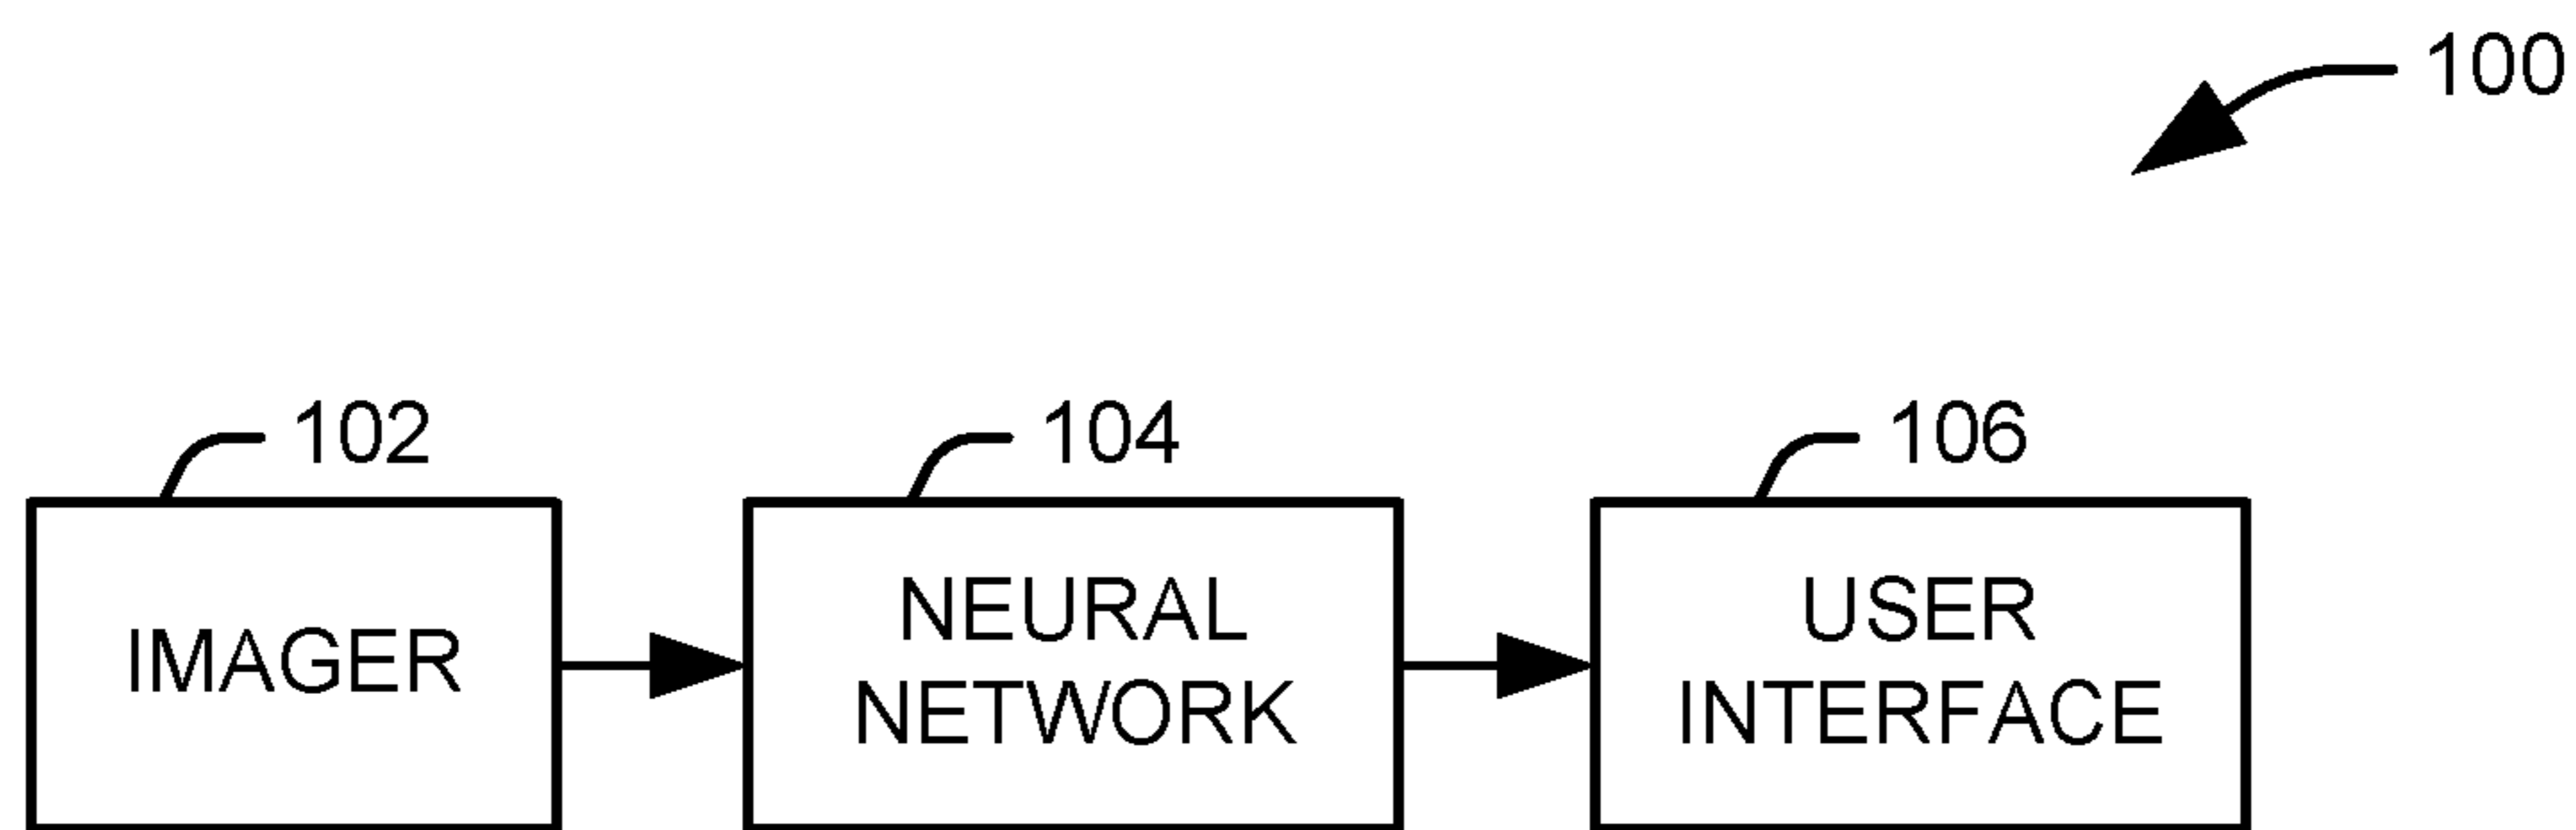 100
102
104
106
IMAGER
NEURAL
NETWORK
USER
INTERFACE